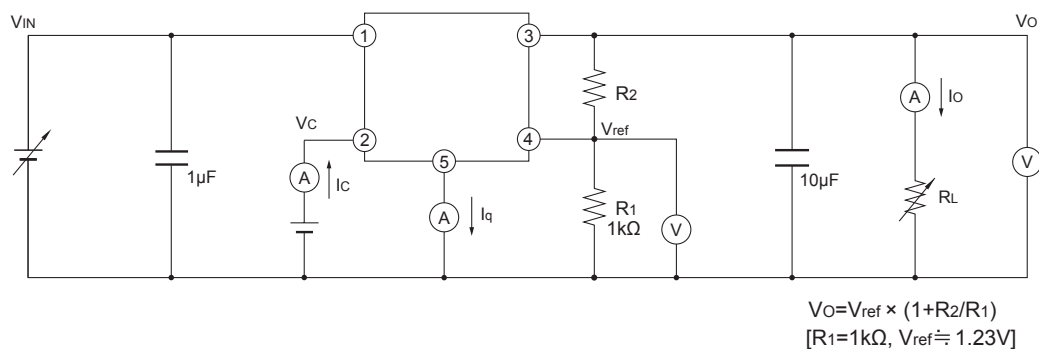 VIN
VO
1
3
A
IO
R2
VC
Vref
2
4
5
1μF
A
IC
A
Iq
R1
1kΩ
V
10μF
RL
V
VO=Vref × (1+R2/R1)
[R1=1kΩ, Vref≒1.23V]